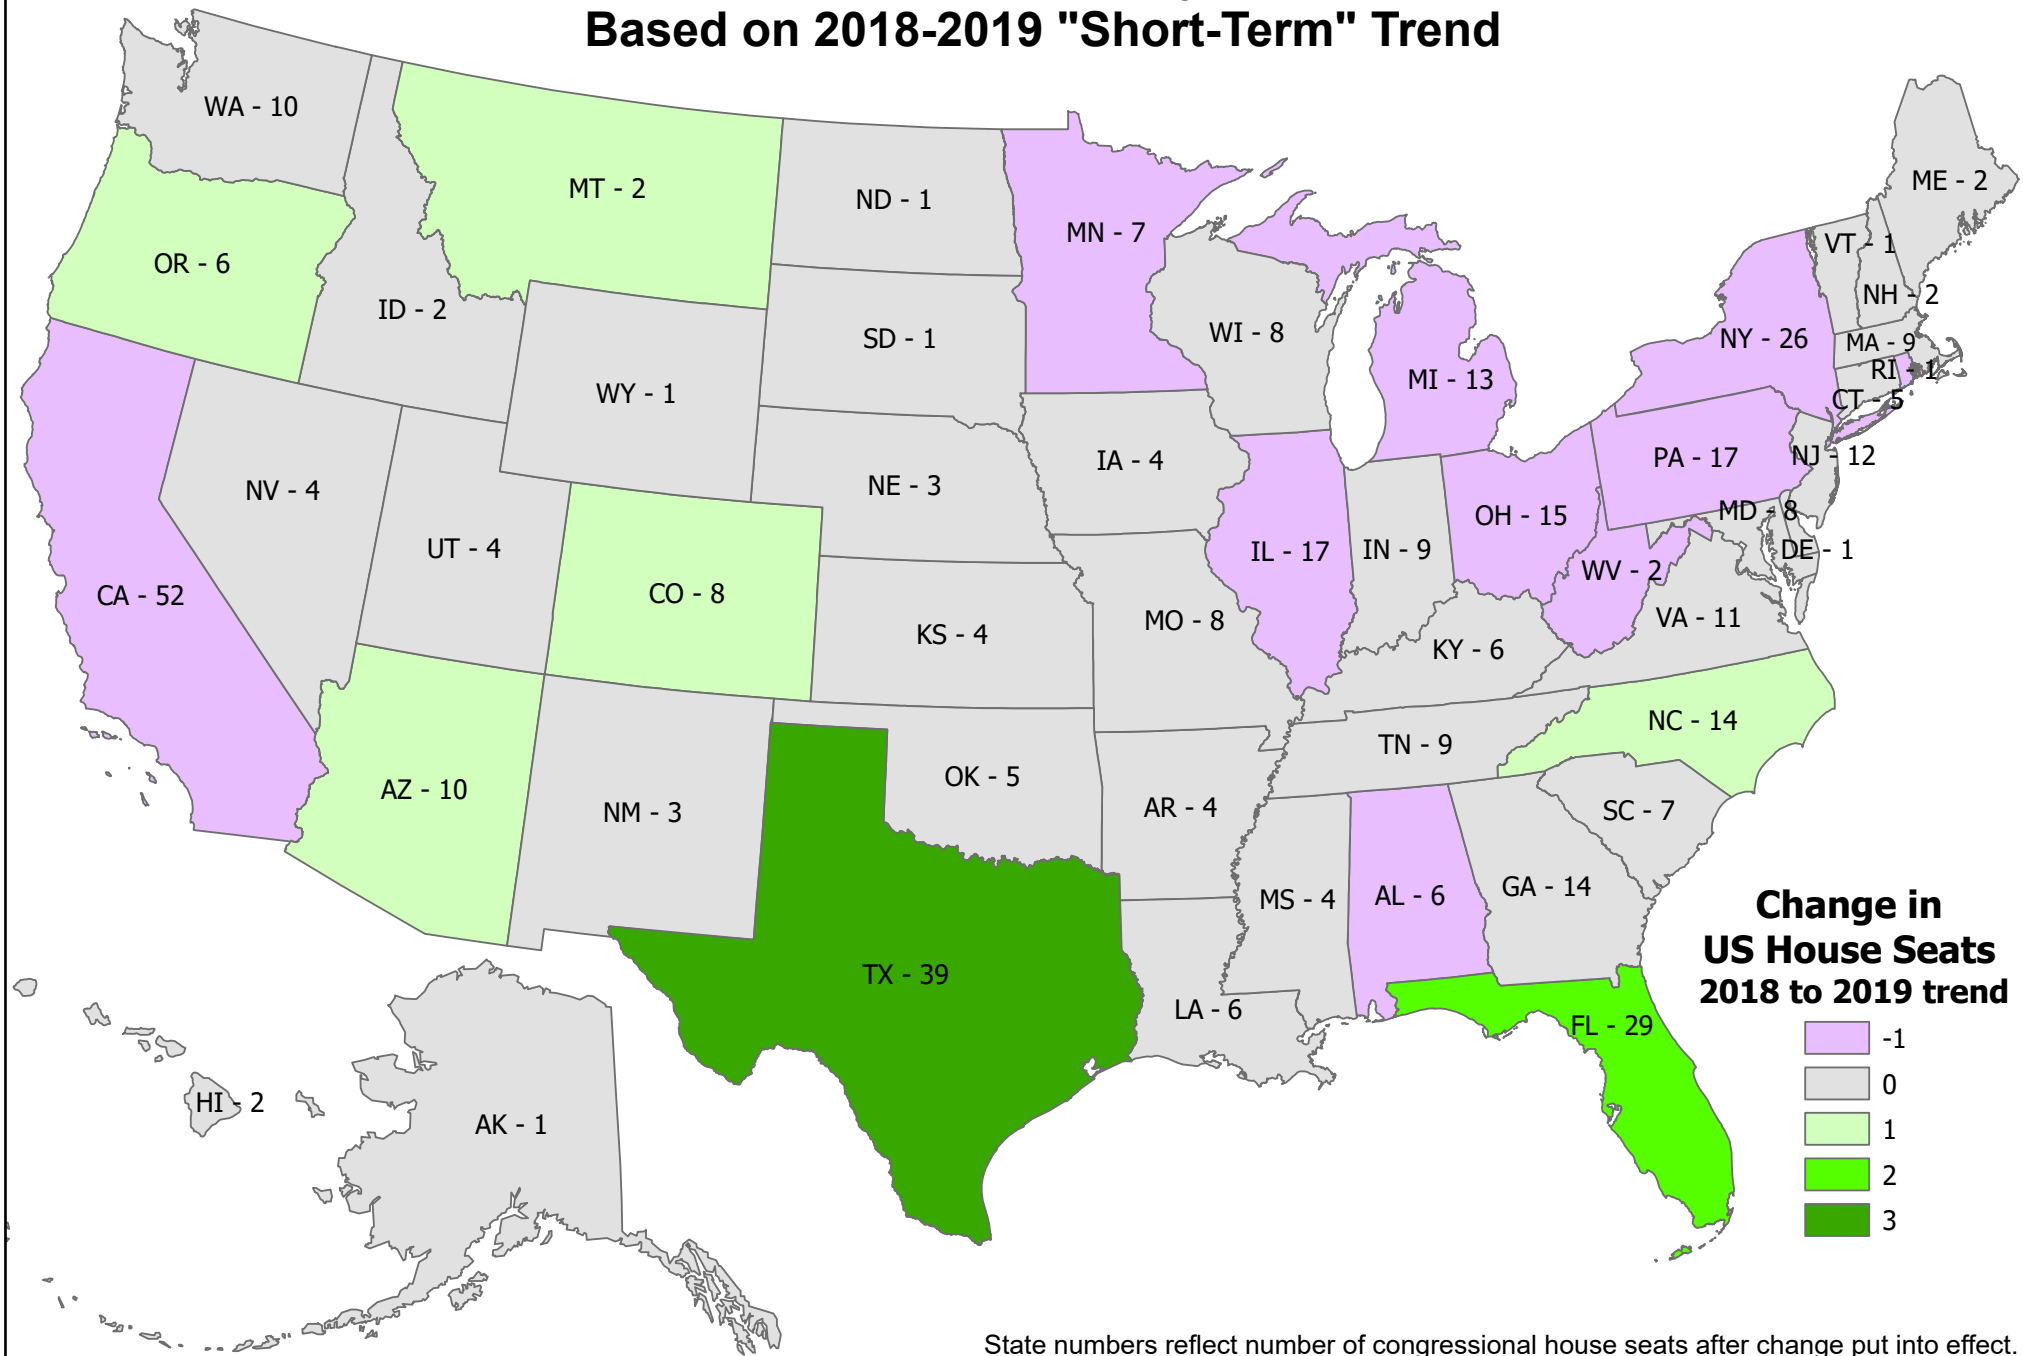 Based on 2018-2019 "Short-Term" Trend
WA - 10
MT - 2
ND - 1
MN - 7
ME - 2
OR - 6
ID - 2
SD - 1
WI - 8
VT - 1
NH - 2
NY - 26
MA - 9
RI - 1
CT - 5
MI - 13
WY - 1
IA - 4
PA - 17
NJ - 12
NV - 4
NE - 3
OH - 15
MD - 8
UT - 4
IL - 17
IN - 9
DE - 1
WV - 2
CA - 52
CO - 8
KS - 4
MO - 8
VA - 11
KY - 6
NC - 14
TN - 9
AZ - 10
NM - 3
OK - 5
AR - 4
SC - 7
MS - 4
AL - 6
GA - 14
TX - 39
LA - 6
FL - 29
HI - 2
AK - 1
Change in
US House Seats
2018 to 2019 trend
-1
0
1
2
3
State numbers reflect number of congressional house seats after change put into effect.